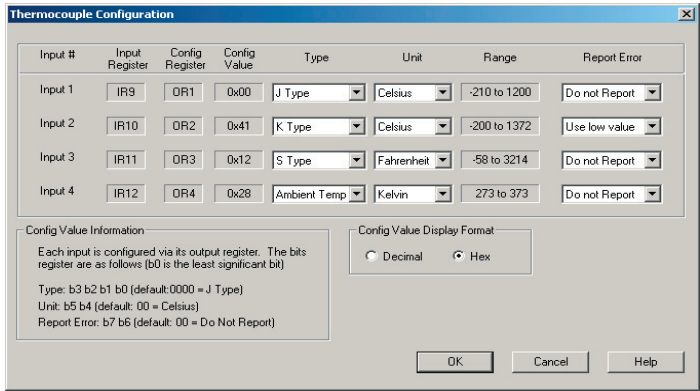 Thermocouple Configuration
Input # Input Register Config Register Config Value Type Unit Range Report Error
Input 1 IR9 OR1 0x00 J Type Celsius -210 to 1200 Do not Report
Input 2 IR10 OR2 0x41 K Type Celsius -200 to 1372 Use low value
Input 3 IR11 OR3 0x12 S Type Fahrenheit -58 to 3214 Do not Report
Input 4 IR12 OR4 0x28 Ambient Temp Kelvin 273 to 373 Do not Report
Config Value Information
Each input is configured via its output register. The bits
register are as follows (b0 is the least significant bit)
Type: b3 b2 b1 b0 (default:0000 = J Type)
Unit: b5 b4 (default: 00 = Celsius)
Report Error: b7 b6 (default: 00 = Do Not Report)
Config Value Display Format
Decimal Hex
OK Cancel Help